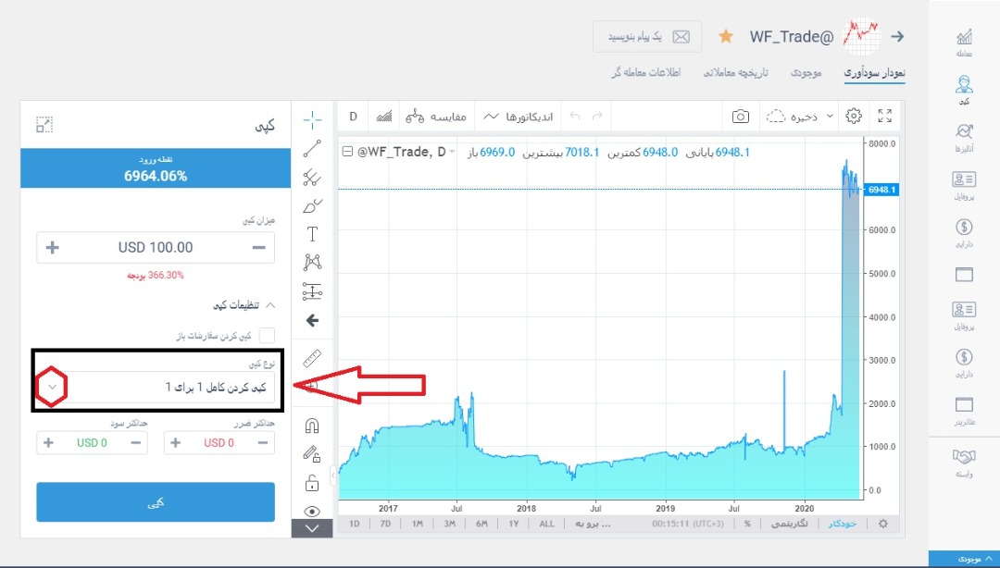 معامله
کپی
آنالیزها
پروفایل
دارایی
پروفایل
دارایی
متاتریدر
وابسته
موجودی
@WF_Trade
یک پیام بنویسید
نمودار سودآوری
موجودی
تاریخچه معاملاتی
اطلاعات معامله گر
D
مقایسه
اندیکاتورها
ذخیره
@WF_Trade, D
باز 6969.0 بیشترین 7018.1 کمترین 6948.0 پایانی 6948.1
8000.0
6948.1
6000.0
5000.0
4000.0
3000.0
2000.0
1000.0
0.0
2017 Jul 2018 Jul 2019 Jul 2020
1D 7D 1M 3M 6M 1Y ALL برو به ... 00:15:11 (UTC+3) % لگاریتمی خودکار
کپی
نقطه ورود
6964.06%
میزان کپی
USD 100.00
366.30% بودجه
تنظیمات کپی
کپی کردن سفارشات باز
نوع کپی
کپی کردن کامل 1 برای 1
حداکثر ضرر
USD 0
حداکثر سود
USD 0
کپی